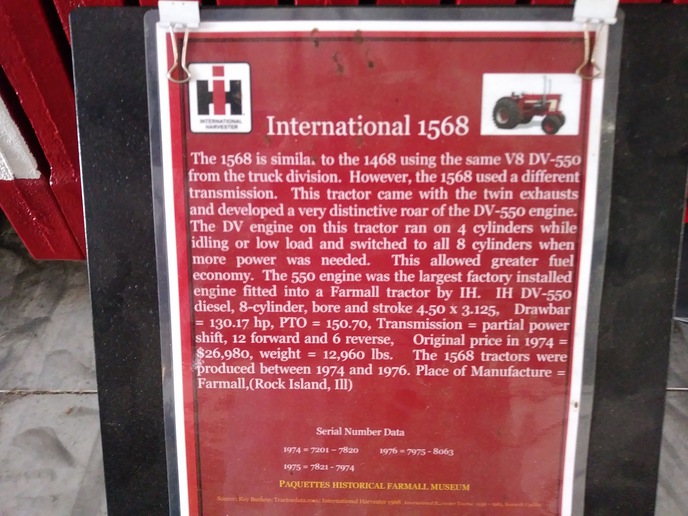 INTERNATIONAL
HARVESTER
International 1568
The 1568 is similar to the 1468 using the same V8 DV-550
from the truck division. However, the 1568 used a different
transmission. This tractor came with the twin exhausts
and developed a very distinctive roar of the DV-550 engine.
The DV engine on this tractor ran on 4 cylinders while
idling or low load and switched to all 8 cylinders when
more power was needed. This allowed greater fuel
economy. The 550 engine was the largest factory installed
engine fitted into a Farmall tractor by IH. IH DV-550
diesel, 8-cylinder, bore and stroke 4.50 x 3.125, Drawbar
= 130.17 hp, PTO = 150.70, Transmission = partial power
shift, 12 forward and 6 reverse, Original price in 1974 =
$26,980, weight = 12,960 lbs. The 1568 tractors were
produced between 1974 and 1976. Place of Manufacture =
Farmall,(Rock Island, Ill)
Serial Number Data
1974 = 7201 – 7820 1976 = 7975 - 8063
1975 = 7821 - 7974
PAQUETTES HISTORICAL FARMALL MUSEUM